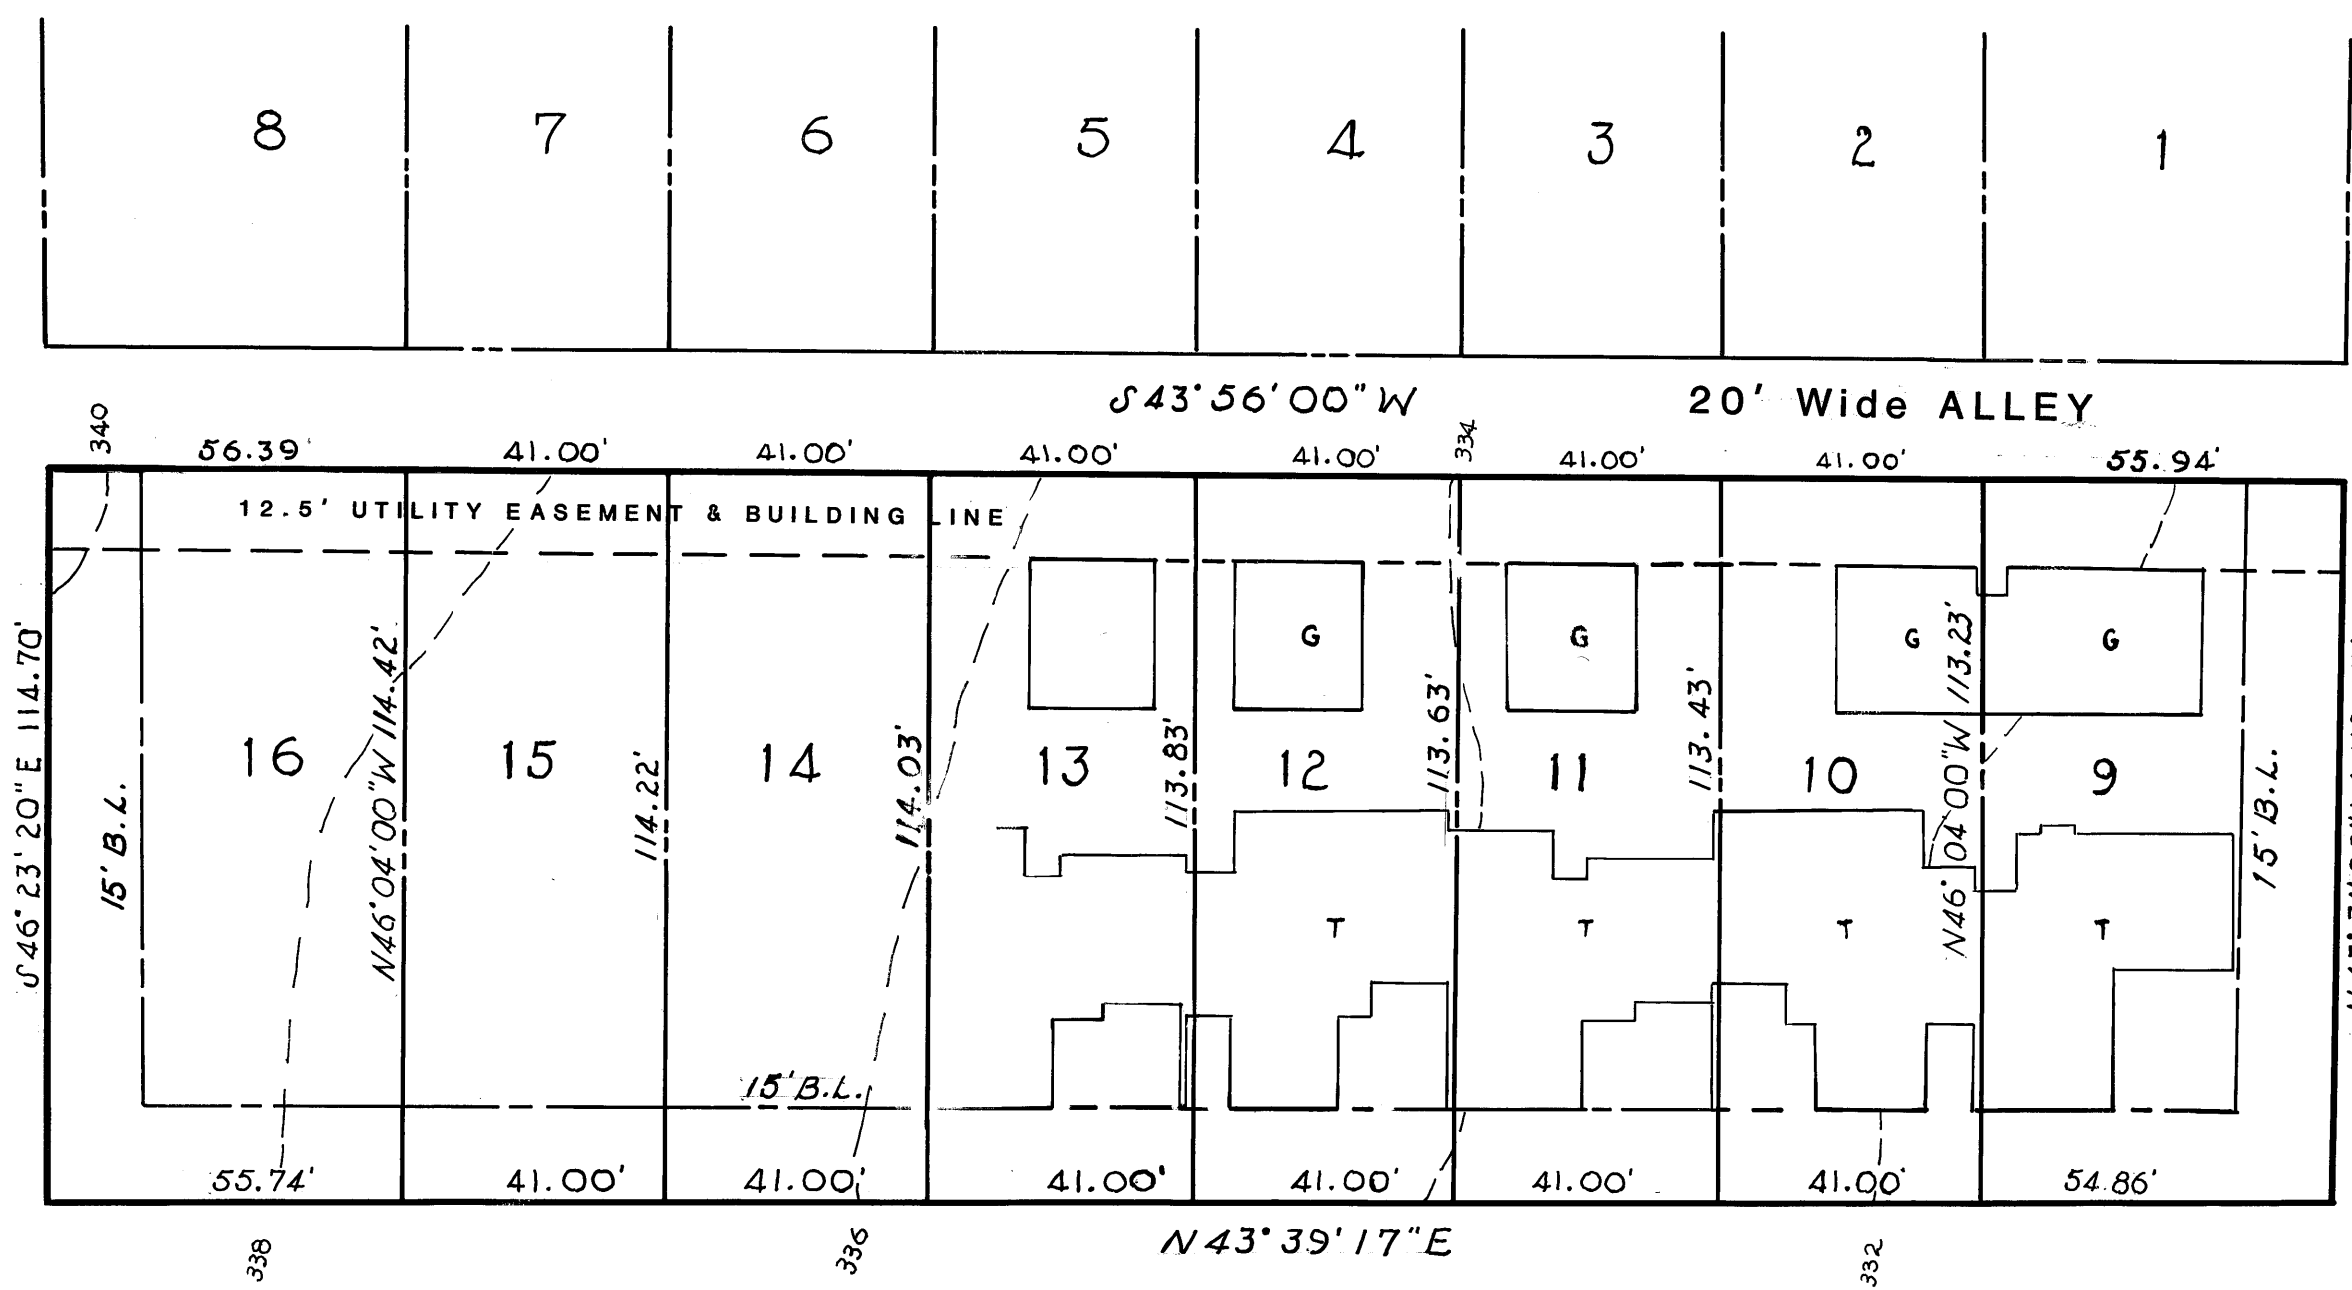 8 7 6 5 4 3 2 1
S43°56'00"W 20' Wide ALLEY
340 334
56.39' 41.00' 41.00' 41.00' 41.00' 41.00' 41.00' 55.94'
12.5' UTILITY EASEMENT & BUILDING LINE
G G G G
S46°23'20"E 114.70'
15' B.L.
N46°04'00"W 114.42'
114.22'
114.03'
113.83'
113.63'
113.43'
N46°04'00"W 113.23'
15' B.L.
16 15 14 13 12 11 10 9
T T T T
15' B.L.
55.74' 41.00' 41.00' 41.00' 41.00' 41.00' 41.00' 54.86'
N43°39'17"E
338 336 332